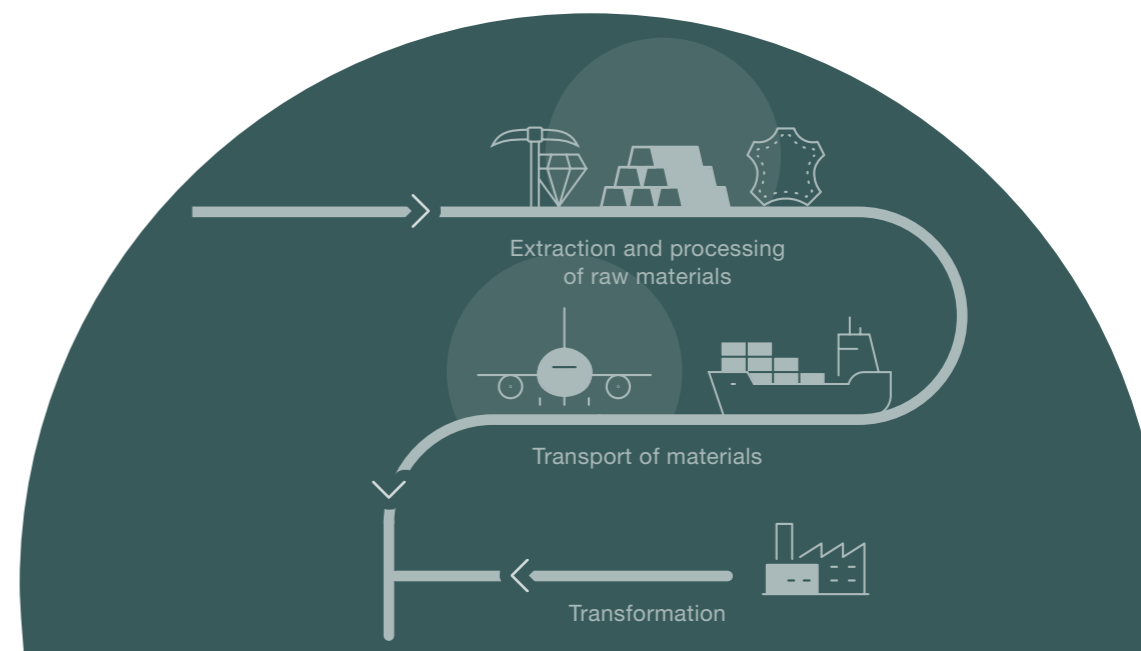 Extraction and processing
of raw materials
Transport of materials
Transformation